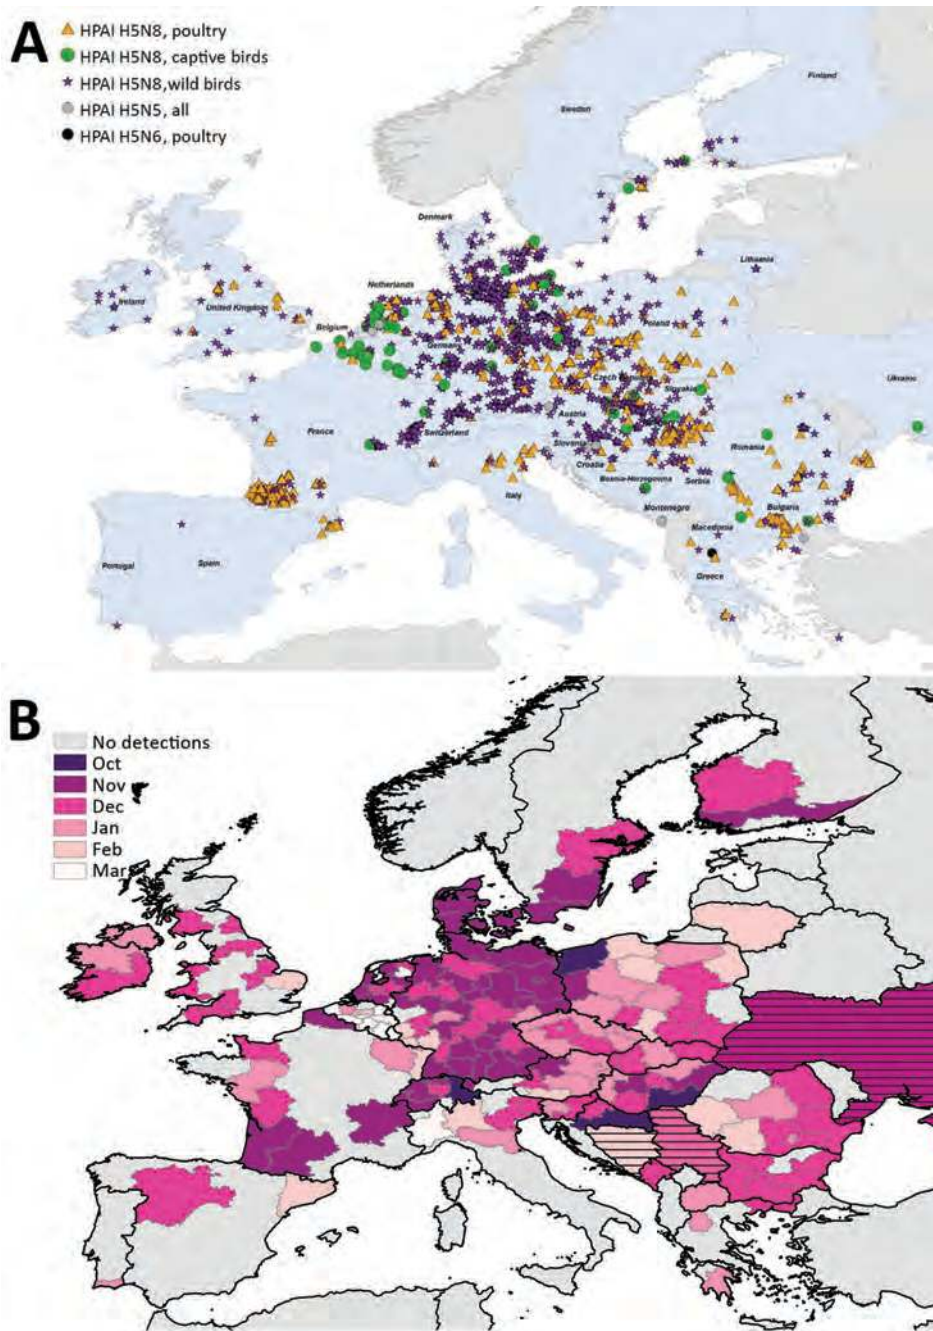 A
HPAI H5N8, poultry
HPAI H5N8, captive birds
HPAI H5N8,wild birds
HPAI H5N5, all
HPAI H5N6, poultry
Finland
Sweden
Denmark
Lithuania
Netherlands
Ireland
United Kingdom
Poland
Belgium
Germany
Czech
Slovakia
Ukraine
Austria
France
Switzerland
Slovenia
Romania
Croatia
Bosnia-Herzegovina
Serbia
Italy
Montenegro
Bulgaria
Macedonia
Portugal
Spain
Greece
B
No detections
Oct
Nov
Dec
Jan
Feb
Mar